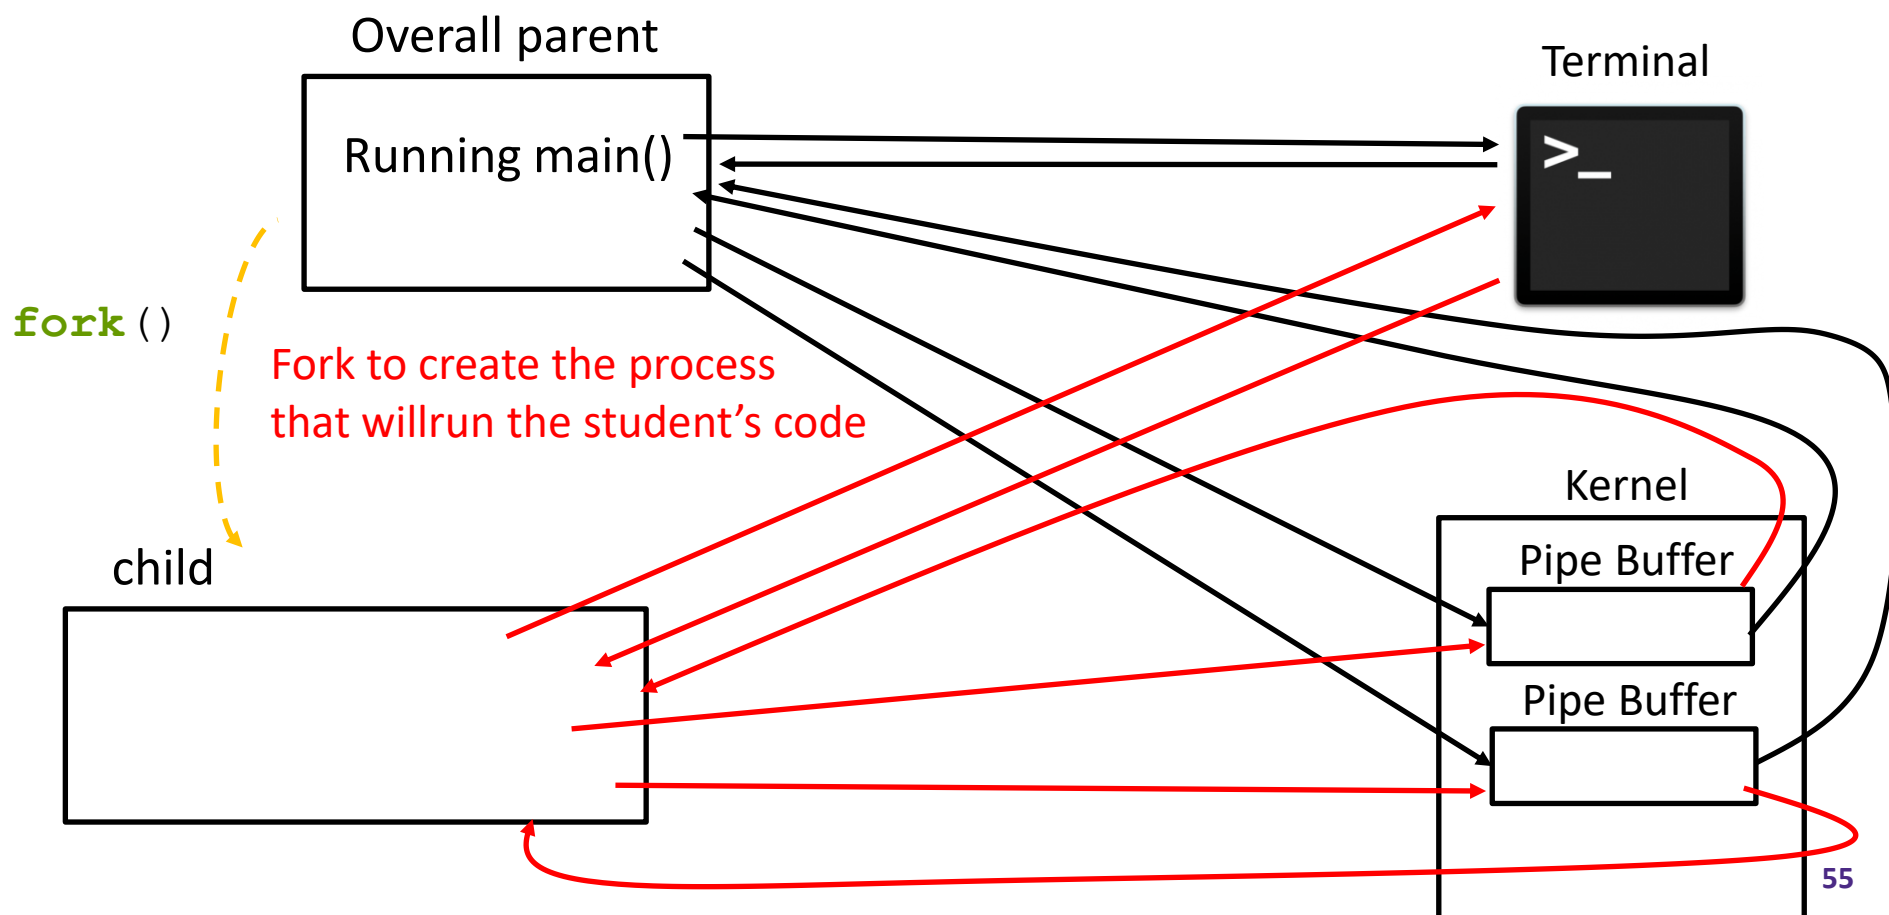 Overall parent
Terminal
Running main()
>_
fork()
Fork to create the process
that willrun the student’s code
Kernel
child
Pipe Buffer
Pipe Buffer
55